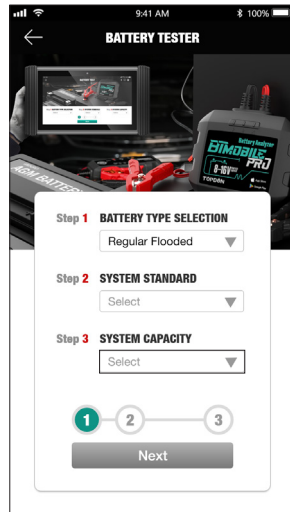 9:41 AM
100%
BATTERY TESTER
Battery Analyzer
BTMOBILE
PRO
6-16V
TOPDON
AGM BATTERY
Step 1 BATTERY TYPE SELECTION
Regular Flooded
Step 2 SYSTEM STANDARD
Select
Step 3 SYSTEM CAPACITY
Select
1 2 3
Next